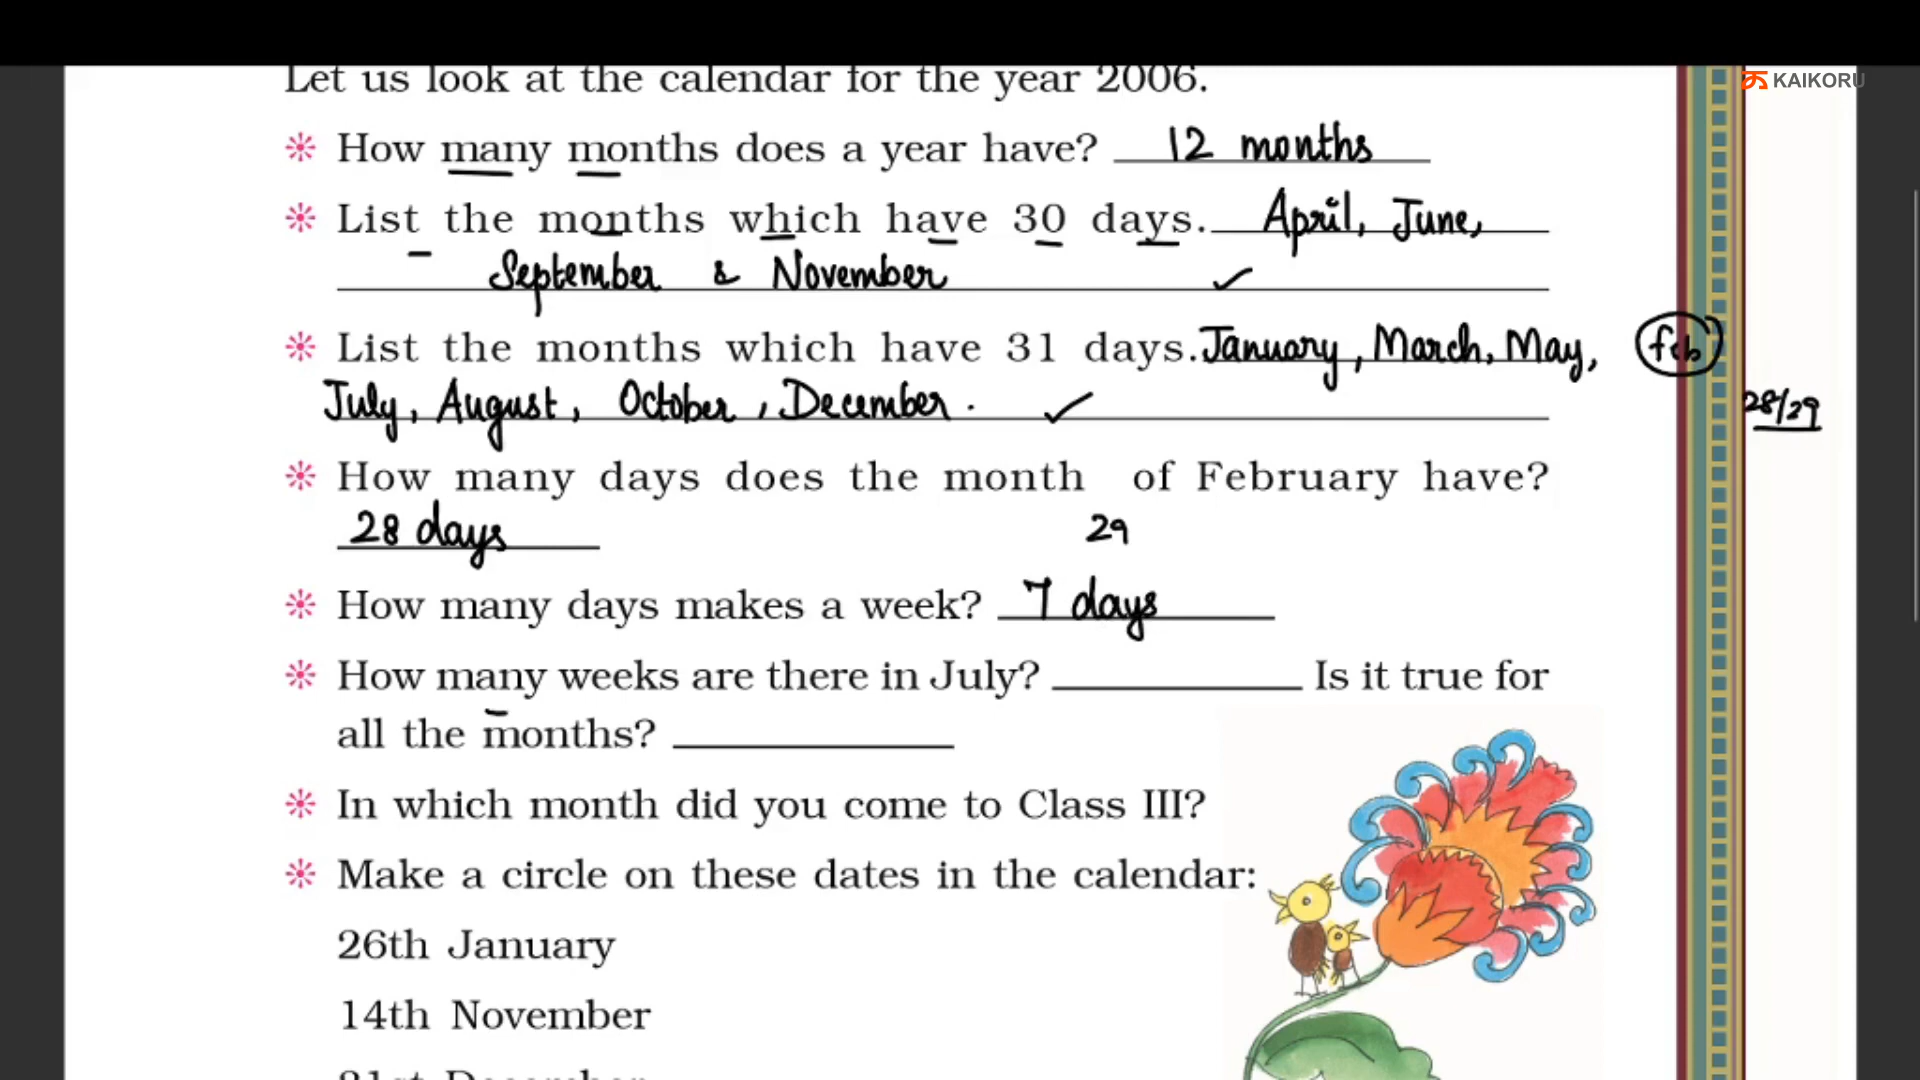 Let us look at the calendar for the year 2006.
KAIKORU
How many months does a year have? 12 months
List the months which have 30 days. April, June,
September & November
List the months which have 31 days. January, March, May, feb
July, August, October, December. 28/29
How many days does the month of February have?
28 days 29
How many days makes a week? 7 days
How many weeks are there in July? Is it true for
all the months?
In which month did you come to Class III?
Make a circle on these dates in the calendar:
26th January
14th November